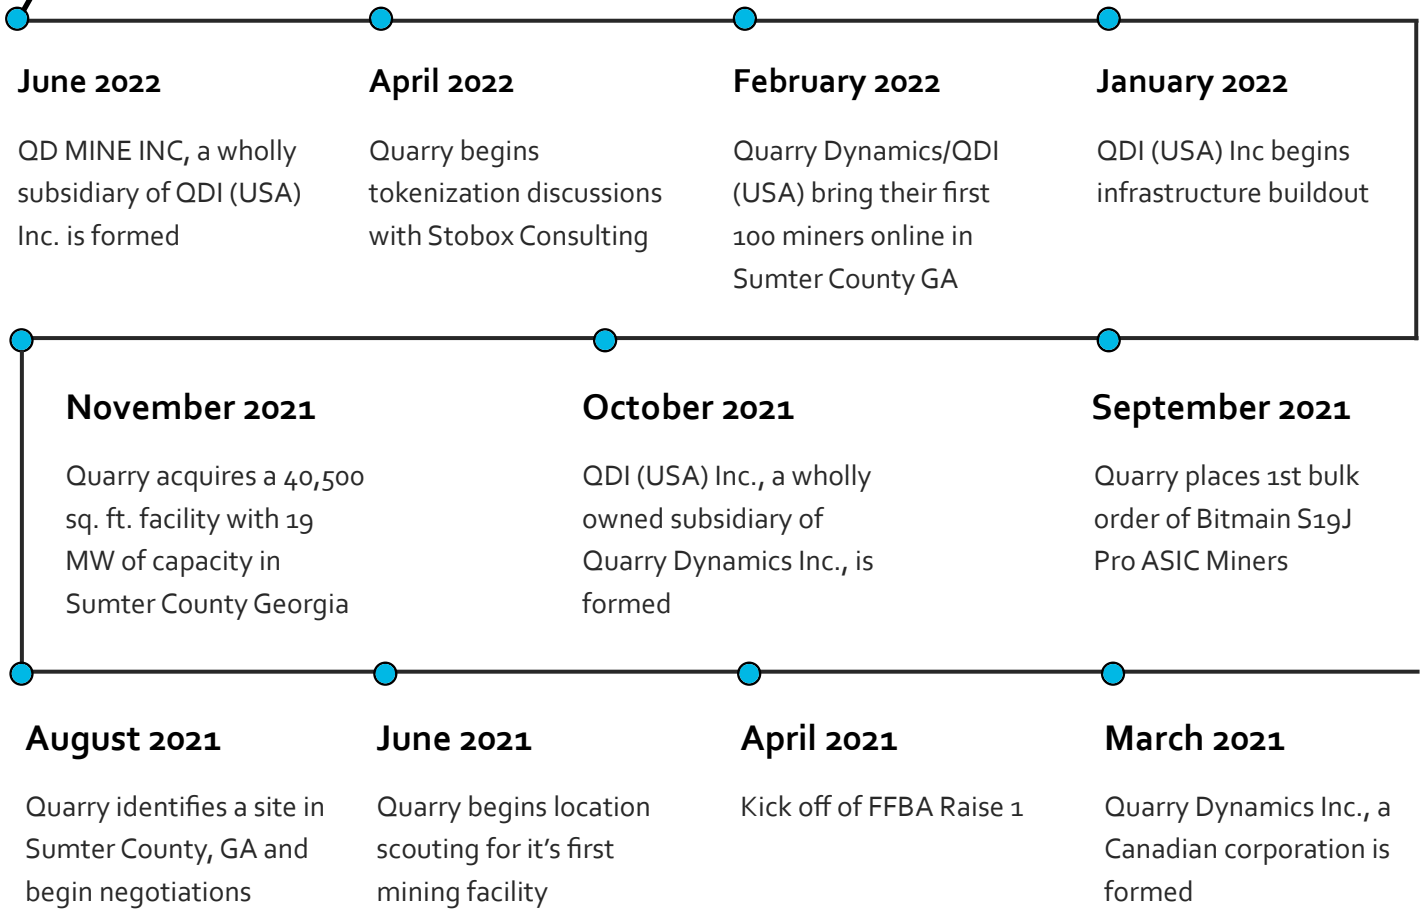 June 2022
QD MINE INC, a wholly
subsidiary of QDI (USA)
Inc. is formed
April 2022
Quarry begins
tokenization discussions
with Stobox Consulting
February 2022
Quarry Dynamics/QDI
(USA) bring their first
100 miners online in
Sumter County GA
January 2022
QDI (USA) Inc begins
infrastructure buildout
November 2021
Quarry acquires a 40,500
sq. ft. facility with 19
MW of capacity in
Sumter County Georgia
October 2021
QDI (USA) Inc., a wholly
owned subsidiary of
Quarry Dynamics Inc., is
formed
September 2021
Quarry places 1st bulk
order of Bitmain S19J
Pro ASIC Miners
August 2021
Quarry identifies a site in
Sumter County, GA and
begin negotiations
June 2021
Quarry begins location
scouting for it's first
mining facility
April 2021
Kick off of FFBA Raise 1
March 2021
Quarry Dynamics Inc., a
Canadian corporation is
formed